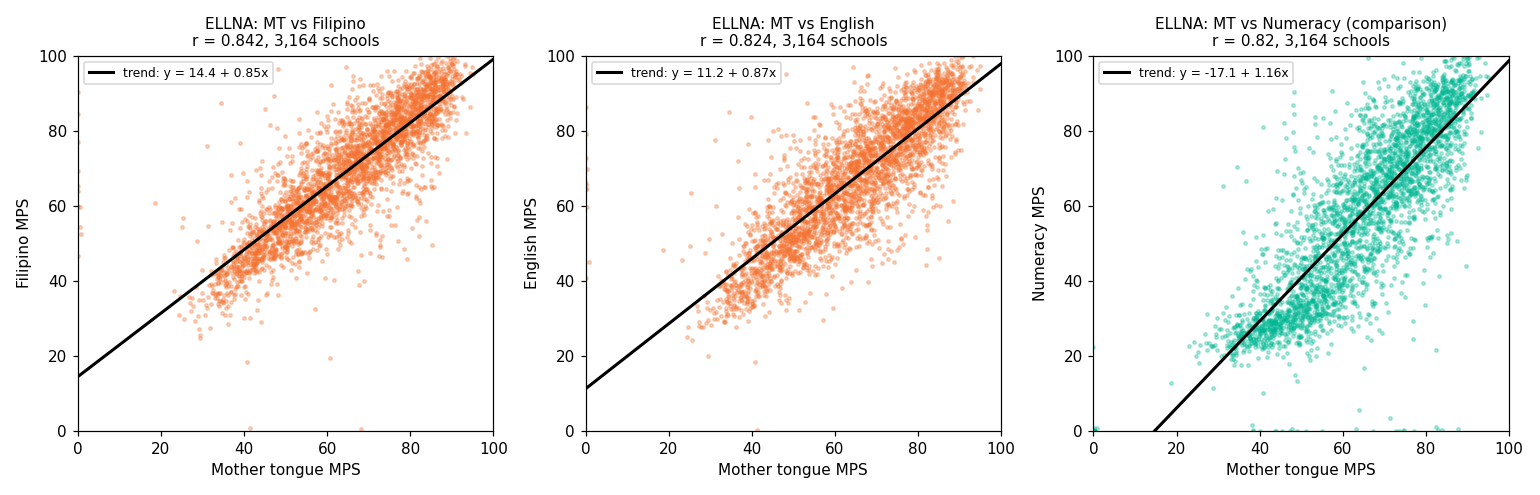 ELLNA: MT vs Filipino
r = 0.842, 3,164 schools
trend: y = 14.4 + 0.85x
Filipino MPS
100
80
60
40
20
0
0 20 40 60 80 100
Mother tongue MPS
ELLNA: MT vs English
r = 0.824, 3,164 schools
trend: y = 11.2 + 0.87x
English MPS
100
80
60
40
20
0
0 20 40 60 80 100
Mother tongue MPS
ELLNA: MT vs Numeracy (comparison)
r = 0.82, 3,164 schools
trend: y = -17.1 + 1.16x
Numeracy MPS
100
80
60
40
20
0
0 20 40 60 80 100
Mother tongue MPS